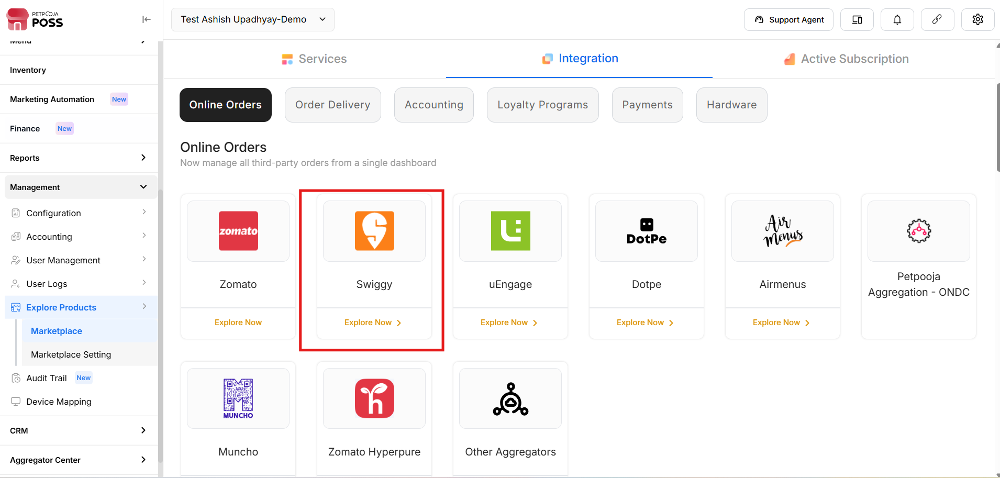 PETPOOJA
POSS
Test Ashish Upadhyay-Demo
Support Agent
Menu
Inventory
Marketing Automation New
Finance New
Reports
Management
Configuration
Accounting
User Management
User Logs
Explore Products
Marketplace
Marketplace Setting
Audit Trail New
Device Mapping
CRM
Aggregator Center
Services Integration Active Subscription
Online Orders Order Delivery Accounting Loyalty Programs Payments Hardware
Online Orders
Now manage all third-party orders from a single dashboard
zomato
Zomato
Explore Now
Swiggy
Explore Now
uEngage
Explore Now
DotPe
Dotpe
Explore Now
Air
Menus
Airmenus
Explore Now
Petpooja
Aggregation - ONDC
MUNCHO
Muncho
h
Zomato Hyperpure
Other Aggregators